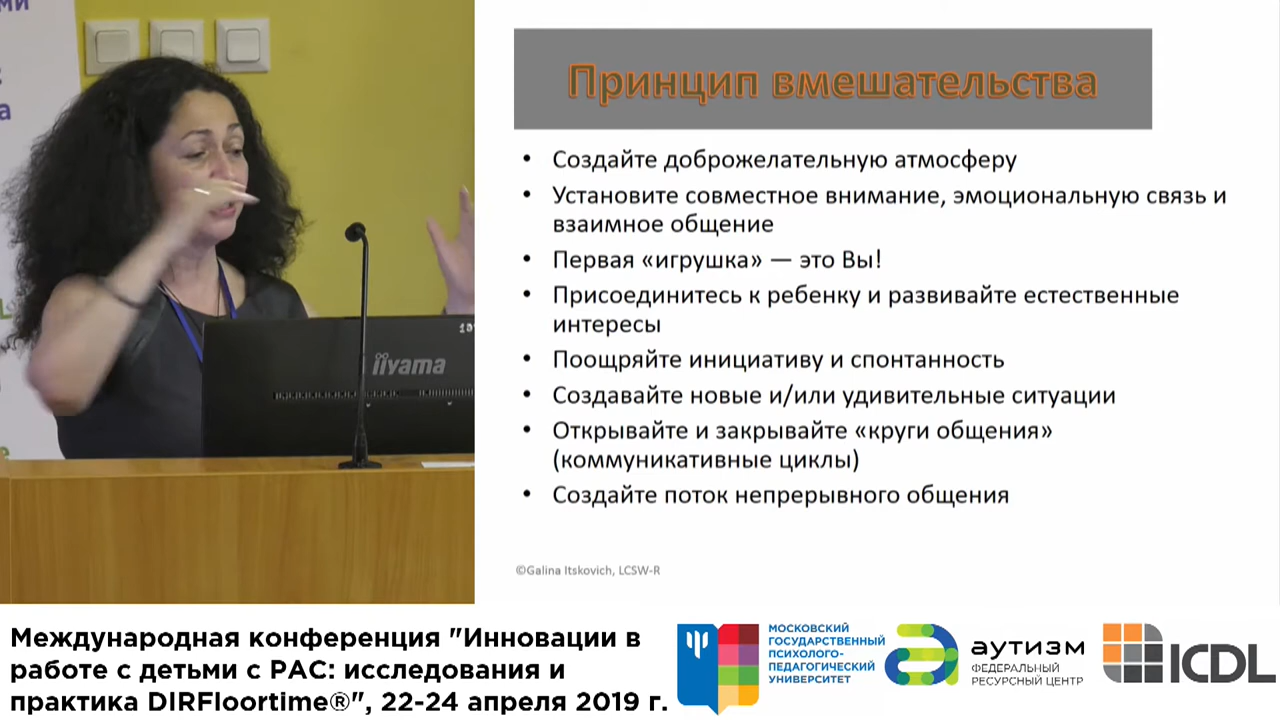 ми
а
Принцип вмешательства
• Создайте доброжелательную атмосферу
• Установите совместное внимание, эмоциональную связь и
взаимное общение
• Первая «игрушка» — это Вы!
• Присоединитесь к ребенку и развивайте естественные
интересы
• Поощряйте инициативу и спонтанность
• Создавайте новые и/или удивительные ситуации
• Открывайте и закрывайте «круги общения»
(коммуникативные циклы)
• Создайте поток непрерывного общения
©Galina Itskovich, LCSW-R
iiyama
Международная конференция "Инновации в
работе с детьми с РАС: исследования и
практика DIRFloortime®", 22-24 апреля 2019 г.
МОСКОВСКИЙ
ГОСУДАРСТВЕННЫЙ
ПСИХОЛОГО-
ПЕДАГОГИЧЕСКИЙ
УНИВЕРСИТЕТ
аутизм
ФЕДЕРАЛЬНЫЙ
РЕСУРСНЫЙ ЦЕНТР
ICDL